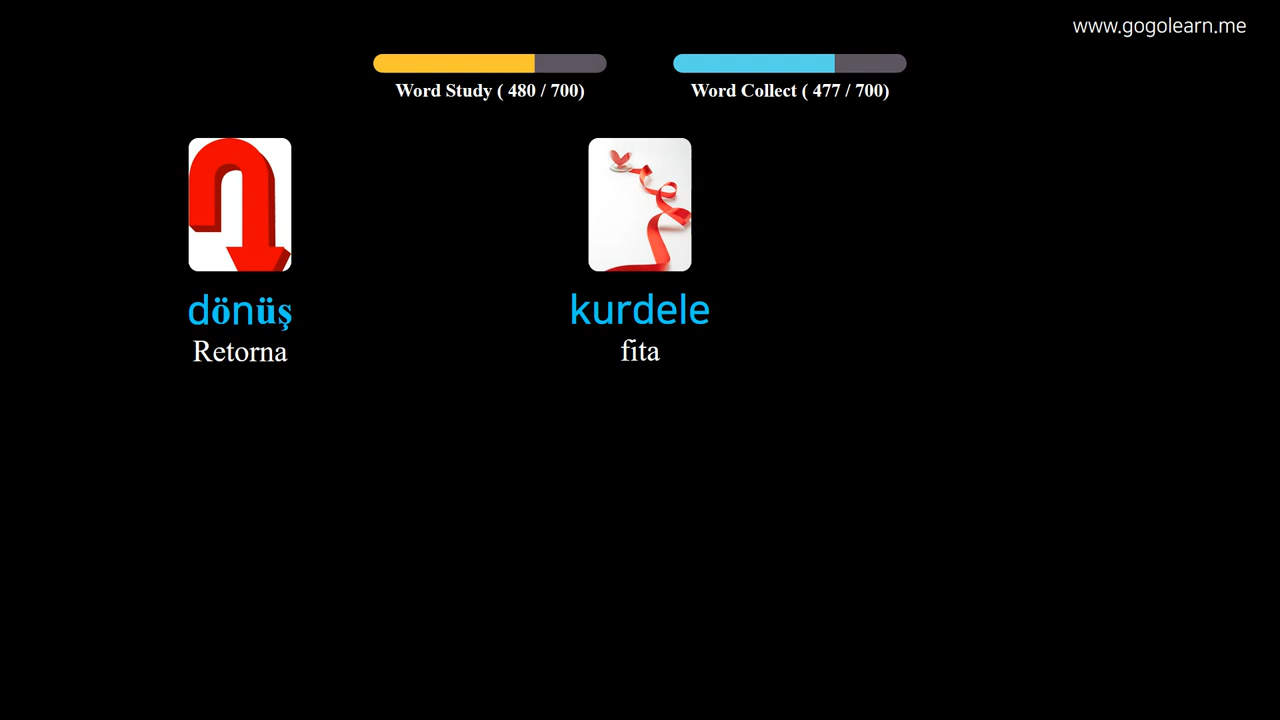 www.gogolearn.me
Word Study ( 480 / 700)
Word Collect ( 477 / 700)
dönüş
Retorna
kurdele
fita